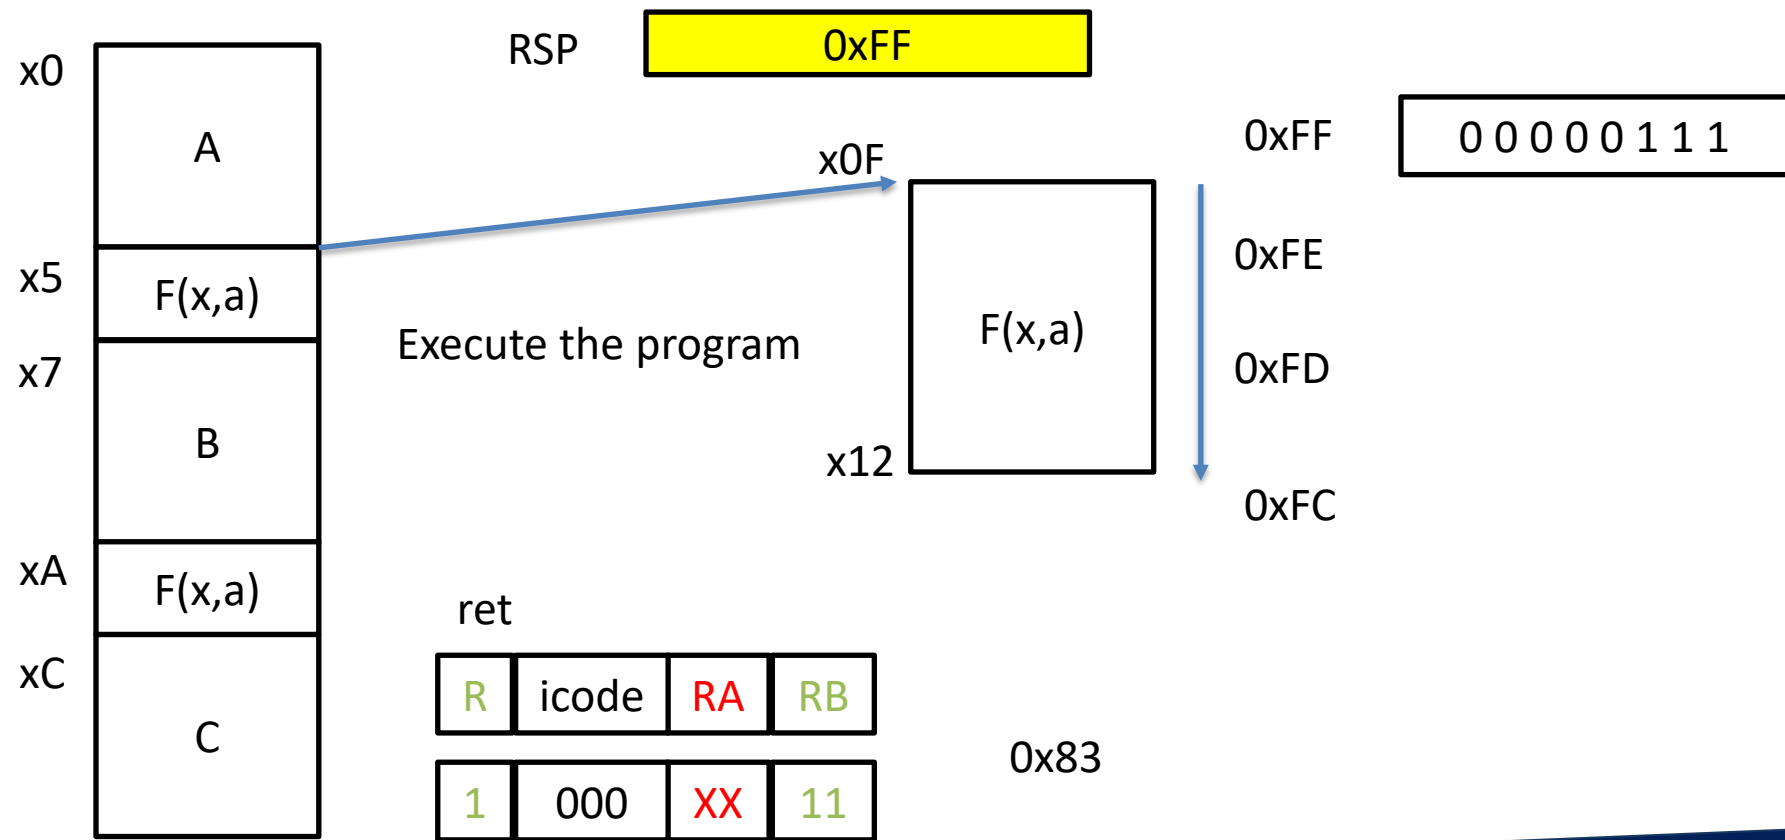 RSP
0xFF
x0
A
x5
F(x,a)
x7
B
xA
F(x,a)
xC
C
Execute the program
x0F
F(x,a)
x12
0xFF
0 0 0 0 0 1 1 1
0xFE
0xFD
0xFC
ret
R icode RA RB
1 000 XX 11
0x83